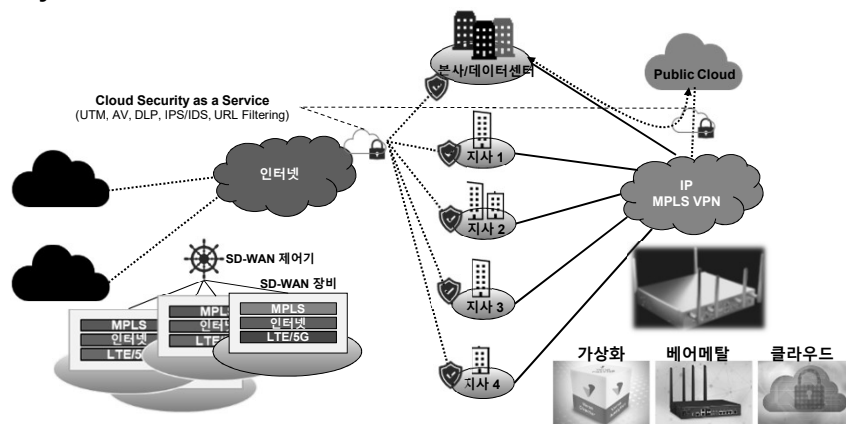 본사/데이터센터
Public Cloud
Cloud Security as a Service
(UTM, AV, DLP, IPS/IDS, URL Filtering)
인터넷
지사 1
IP
MPLS VPN
지사 2
SD-WAN 제어기
SD-WAN 장비
지사 3
MPLS
인터넷
LTE/5G
MPLS
인터넷
MPLS
인터넷
LTE/5G
지사 4
가상화
베어메탈
클라우드